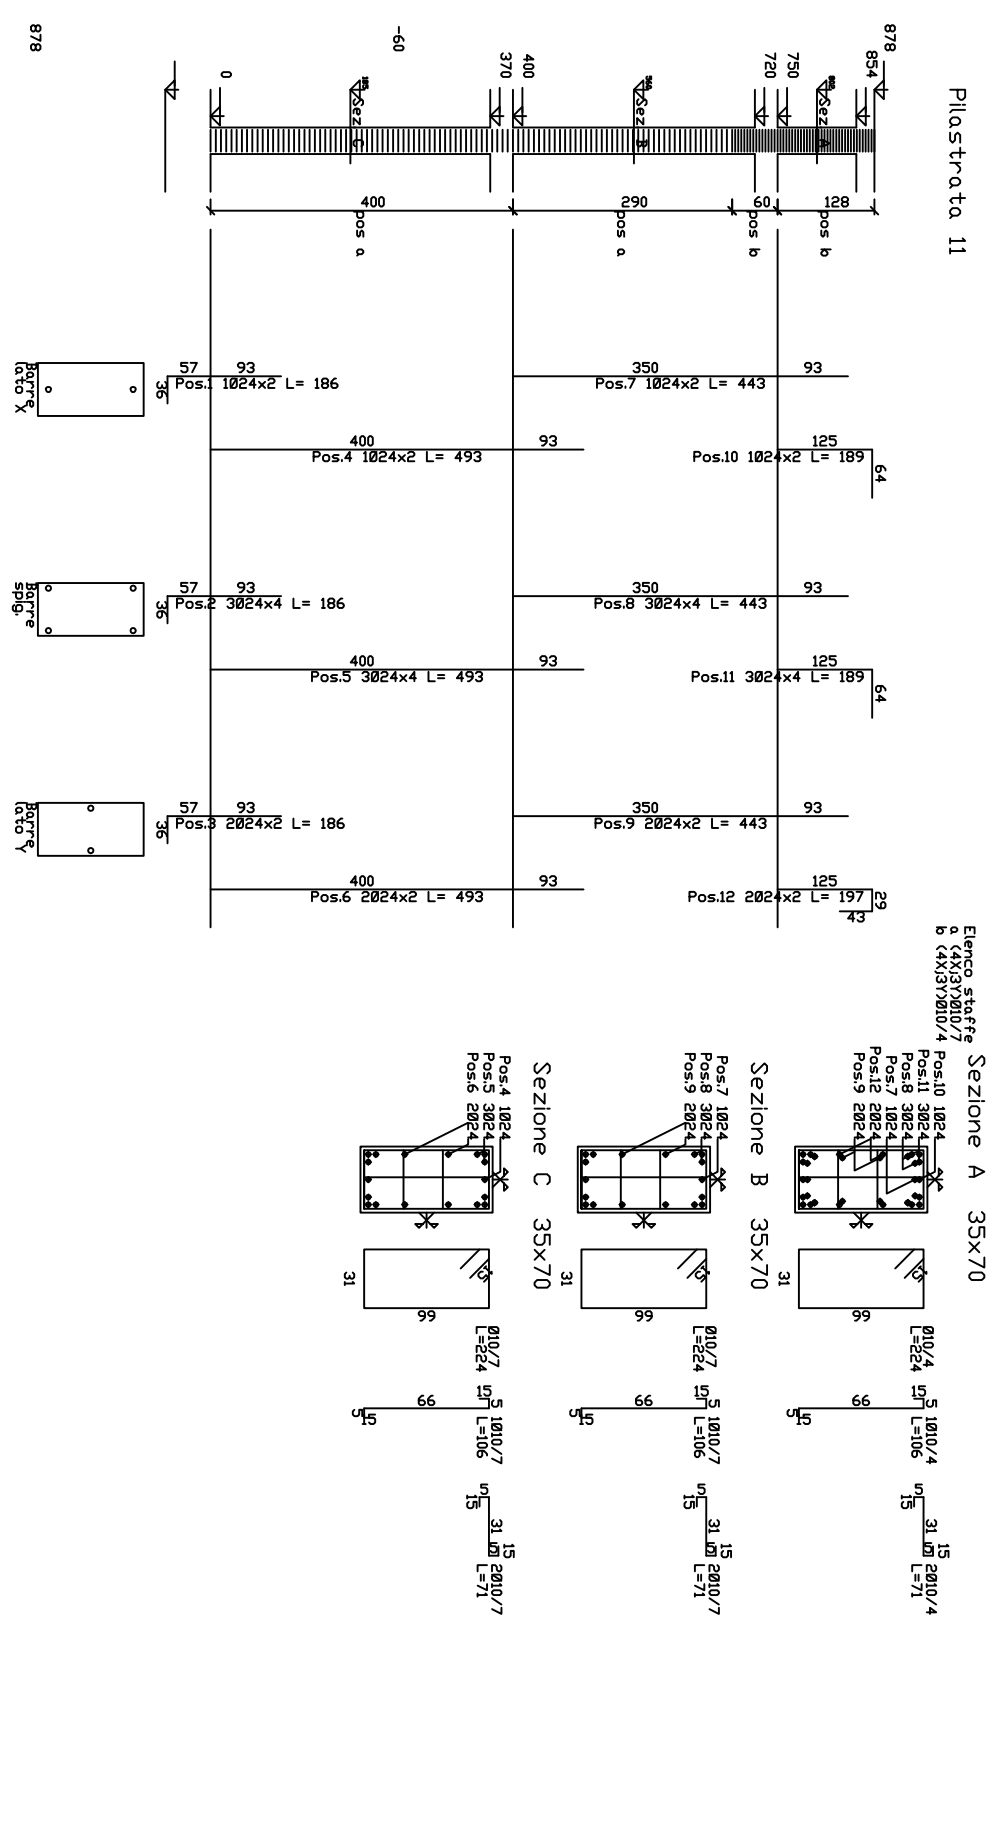 Pilastrata 11
878
854
750
720
400
370
-60
0
878
802
Sez A
560
Sez B
185
Sez C
128
60
290
400
pos b
pos b
pos a
pos a
57
93
36
Pos.1 1Ø24x2 L= 186
350
93
Pos.7 1Ø24x2 L= 443
400
93
Pos.4 1Ø24x2 L= 493
125
64
Pos.10 1Ø24x2 L= 189
Barre
lato X
57
93
36
Pos.2 3Ø24x4 L= 186
350
93
Pos.8 3Ø24x4 L= 443
400
93
Pos.5 3Ø24x4 L= 493
125
64
Pos.11 3Ø24x4 L= 189
Barre
spig.
57
93
36
Pos.3 2Ø24x2 L= 186
350
93
Pos.9 2Ø24x2 L= 443
400
93
Pos.6 2Ø24x2 L= 493
125
29
43
Pos.12 2Ø24x2 L= 197
Barre
lato Y
Elenco staffe
a (4X;3Y)Ø10/7
b (4X;3Y)Ø10/4
Sezione A 35x70
Pos.10 1Ø24
Pos.11 3Ø24
Pos.8 3Ø24
Pos.7 1Ø24
Pos.12 2Ø24
Pos.9 2Ø24
15
31
66
Ø10/4
L=224
15
5
66
5
15
1Ø10/4
L=106
5
15
31
5
15
2Ø10/4
L=71
Sezione B 35x70
Pos.7 1Ø24
Pos.8 3Ø24
Pos.9 2Ø24
15
31
66
Ø10/7
L=224
15
5
66
5
15
1Ø10/7
L=106
5
15
31
5
15
2Ø10/7
L=71
Sezione C 35x70
Pos.4 1Ø24
Pos.5 3Ø24
Pos.6 2Ø24
15
31
66
Ø10/7
L=224
15
5
66
5
15
1Ø10/7
L=106
5
15
31
5
15
2Ø10/7
L=71